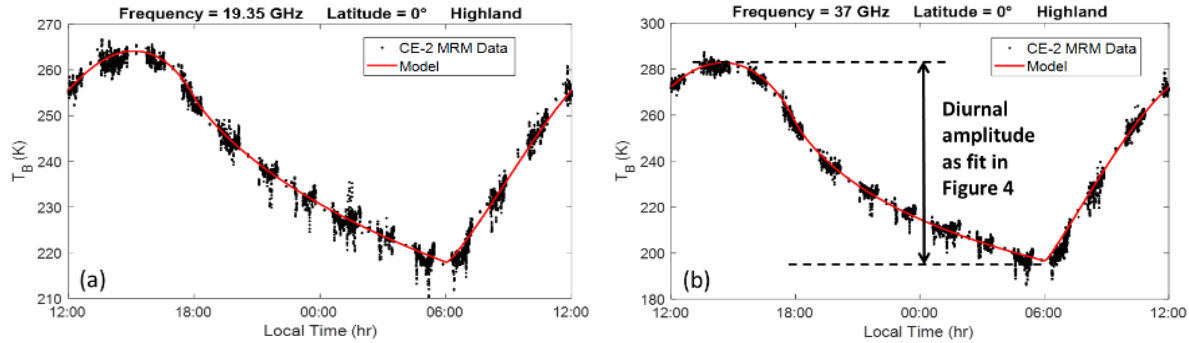 Frequency = 19.35 GHz Latitude = 0° Highland
270
260
250
240
230
220
210
T_B (K)
CE-2 MRM Data
Model
(a)
12:00 18:00 00:00 06:00 12:00
Local Time (hr)
Frequency = 37 GHz Latitude = 0° Highland
300
280
260
240
220
200
180
T_B (K)
CE-2 MRM Data
Model
Diurnal
amplitude
as fit in
Figure 4
(b)
12:00 18:00 00:00 06:00 12:00
Local Time (hr)